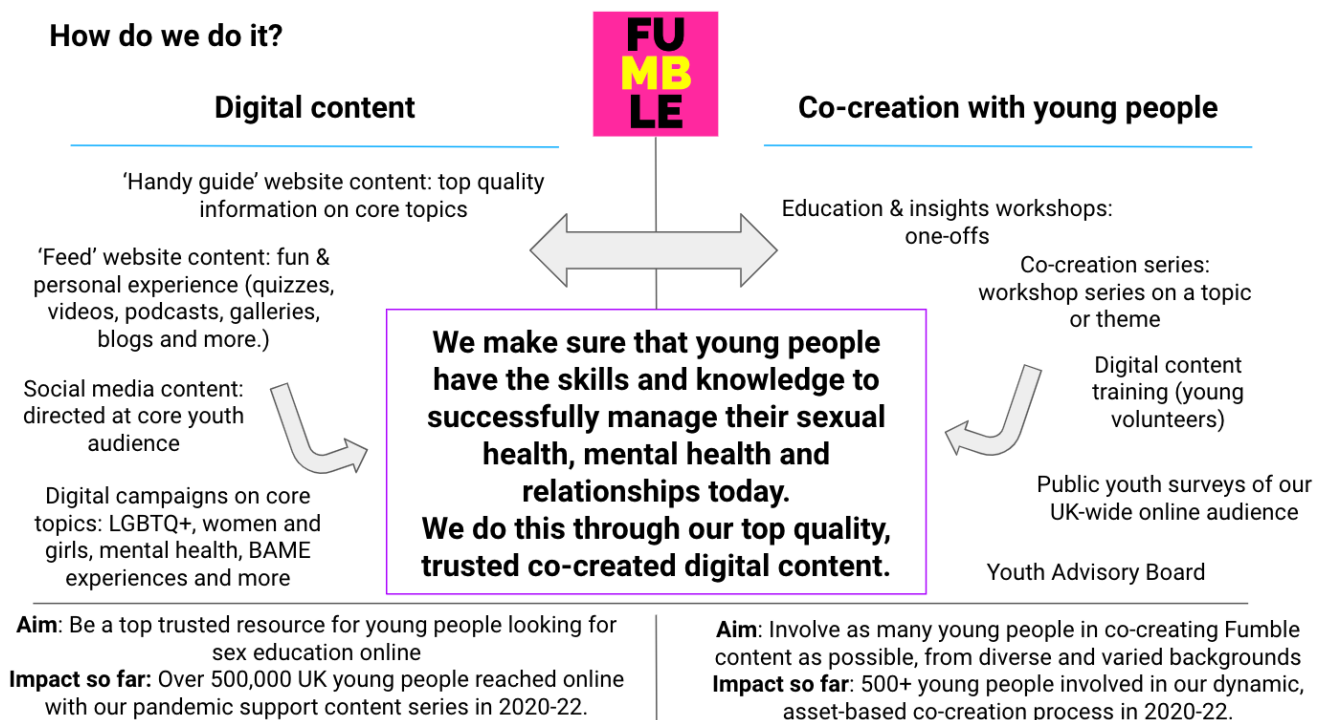 How do we do it?
FU
MB
LE
Digital content
‘Handy guide’ website content: top quality
information on core topics
‘Feed’ website content: fun &
personal experience (quizzes,
videos, podcasts, galleries,
blogs and more.)
Social media content:
directed at core youth
audience
Digital campaigns on core
topics: LGBTQ+, women and
girls, mental health, BAME
experiences and more
Co-creation with young people
Education & insights workshops:
one-offs
Co-creation series:
workshop series on a topic
or theme
Digital content
training (young
volunteers)
Public youth surveys of our
UK-wide online audience
Youth Advisory Board
We make sure that young people
have the skills and knowledge to
successfully manage their sexual
health, mental health and
relationships today.
We do this through our top quality,
trusted co-created digital content.
Aim: Be a top trusted resource for young people looking for
sex education online
Impact so far: Over 500,000 UK young people reached online
with our pandemic support content series in 2020-22.
Aim: Involve as many young people in co-creating Fumble
content as possible, from diverse and varied backgrounds
Impact so far: 500+ young people involved in our dynamic,
asset-based co-creation process in 2020-22.